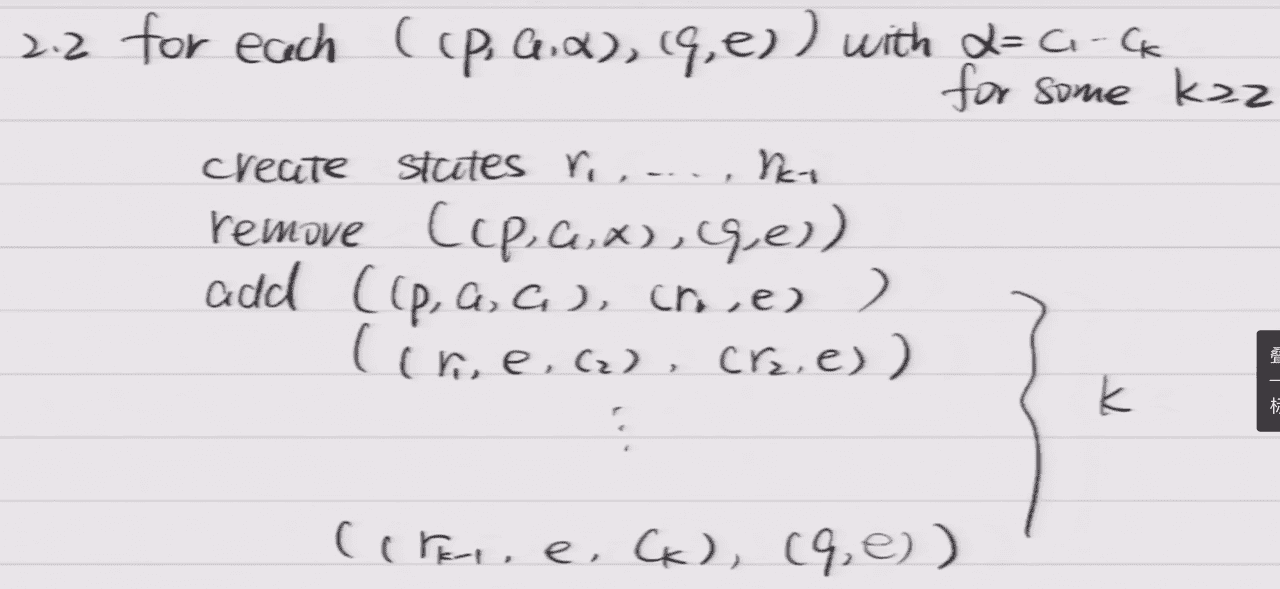 2.2 for each ((p, a, α), (q, e)) with α = c₁ - cₖ
for some k≥2
create states r₁, ...., rₖ₋₁
remove ((p, a, α), (q, e))
add ((p, a, c₁), (r₁, e) )
((r₁, e, c₂), (r₂, e))
⋮
k
((rₖ₋₁, e, cₖ), (q, e))